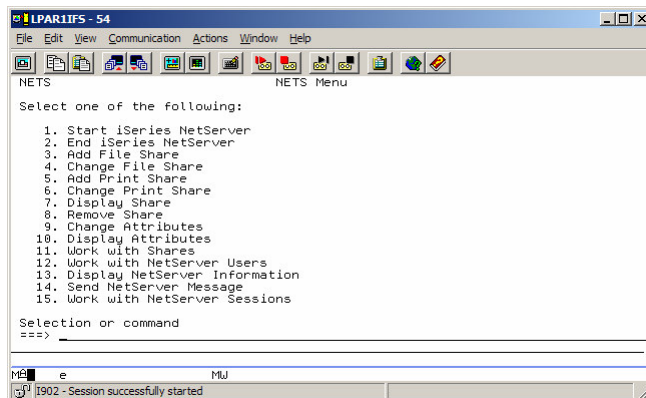 LPAR1IFS - 54
File Edit View Communication Actions Window Help
NETS NETS Menu
Select one of the following:
1. Start iSeries NetServer
2. End iSeries NetServer
3. Add File Share
4. Change File Share
5. Add Print Share
6. Change Print Share
7. Display Share
8. Remove Share
9. Change Attributes
10. Display Attributes
11. Work with Shares
12. Work with NetServer Users
13. Display NetServer Information
14. Send NetServer Message
15. Work with NetServer Sessions
Selection or command
===> _
MA e MW
I902 - Session successfully started